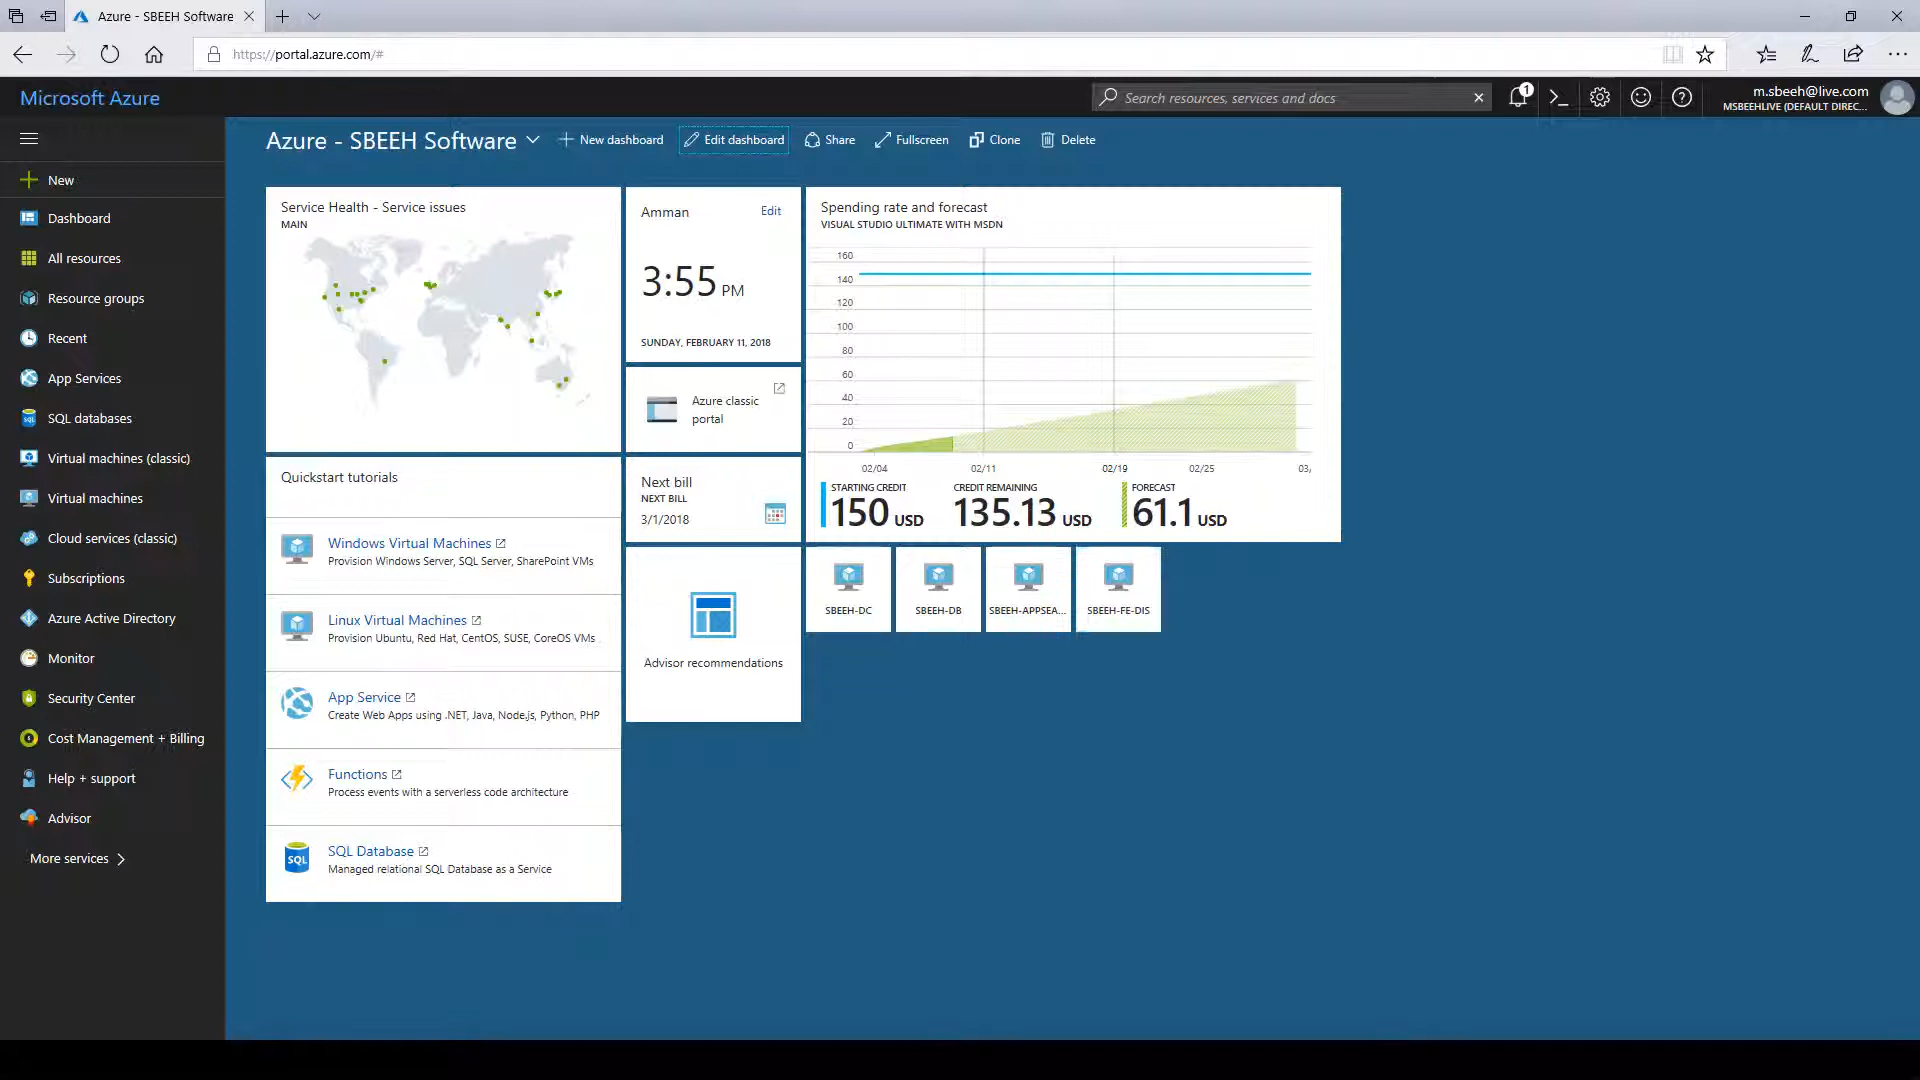 Azure - SBEEH Software
https://portal.azure.com/#
Microsoft Azure
Search resources, services and docs
1
m.sbeeh@live.com
MSBEEHLIVE (DEFAULT DIREC...
Azure - SBEEH Software
New dashboard
Edit dashboard
Share
Fullscreen
Clone
Delete
New
Dashboard
All resources
Resource groups
Recent
App Services
SQL databases
Virtual machines (classic)
Virtual machines
Cloud services (classic)
Subscriptions
Azure Active Directory
Monitor
Security Center
Cost Management + Billing
Help + support
Advisor
More services
Service Health - Service issues
MAIN
Quickstart tutorials
Windows Virtual Machines
Provision Windows Server, SQL Server, SharePoint VMs
Linux Virtual Machines
Provision Ubuntu, Red Hat, CentOS, SUSE, CoreOS VMs
App Service
Create Web Apps using .NET, Java, Node.js, Python, PHP
Functions
Process events with a serverless code architecture
SQL
SQL Database
Managed relational SQL Database as a Service
Amman
Edit
3:55 PM
SUNDAY, FEBRUARY 11, 2018
Azure classic
portal
Next bill
NEXT BILL
3/1/2018
Advisor recommendations
Spending rate and forecast
VISUAL STUDIO ULTIMATE WITH MSDN
160
140
120
100
80
60
40
20
0
02/04
02/11
02/19
02/25
03/
STARTING CREDIT
150 USD
CREDIT REMAINING
135.13 USD
FORECAST
61.1 USD
SBEEH-DC
SBEEH-DB
SBEEH-APPSEA...
SBEEH-FE-DIS